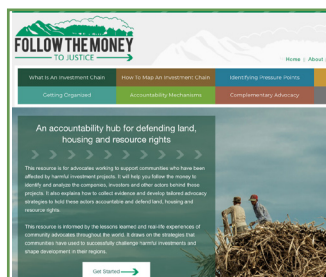 FOLLOW THE MONEY
TO JUSTICE
Home | About
What Is An Investment Chain
How To Map An Investment Chain
Identifying Pressure Points
Getting Organized
Accountability Mechanisms
Complementary Advocacy
An accountability hub for defending land,
housing and resource rights
This resource is for advocates working to support communities who have been
affected by harmful investment projects. It will help you follow the money to
identify and analyze the companies, investors and other actors behind those
projects. It also explains how to collect evidence and develop tailored advocacy
strategies to hold these actors accountable and defend land, housing and
resource rights.
This resource is informed by the lessons learned and real-life experiences of
community advocates throughout the world. It draws on the strategies that
communities have used to successfully challenge harmful investments and
shape development in their regions.
Get Started